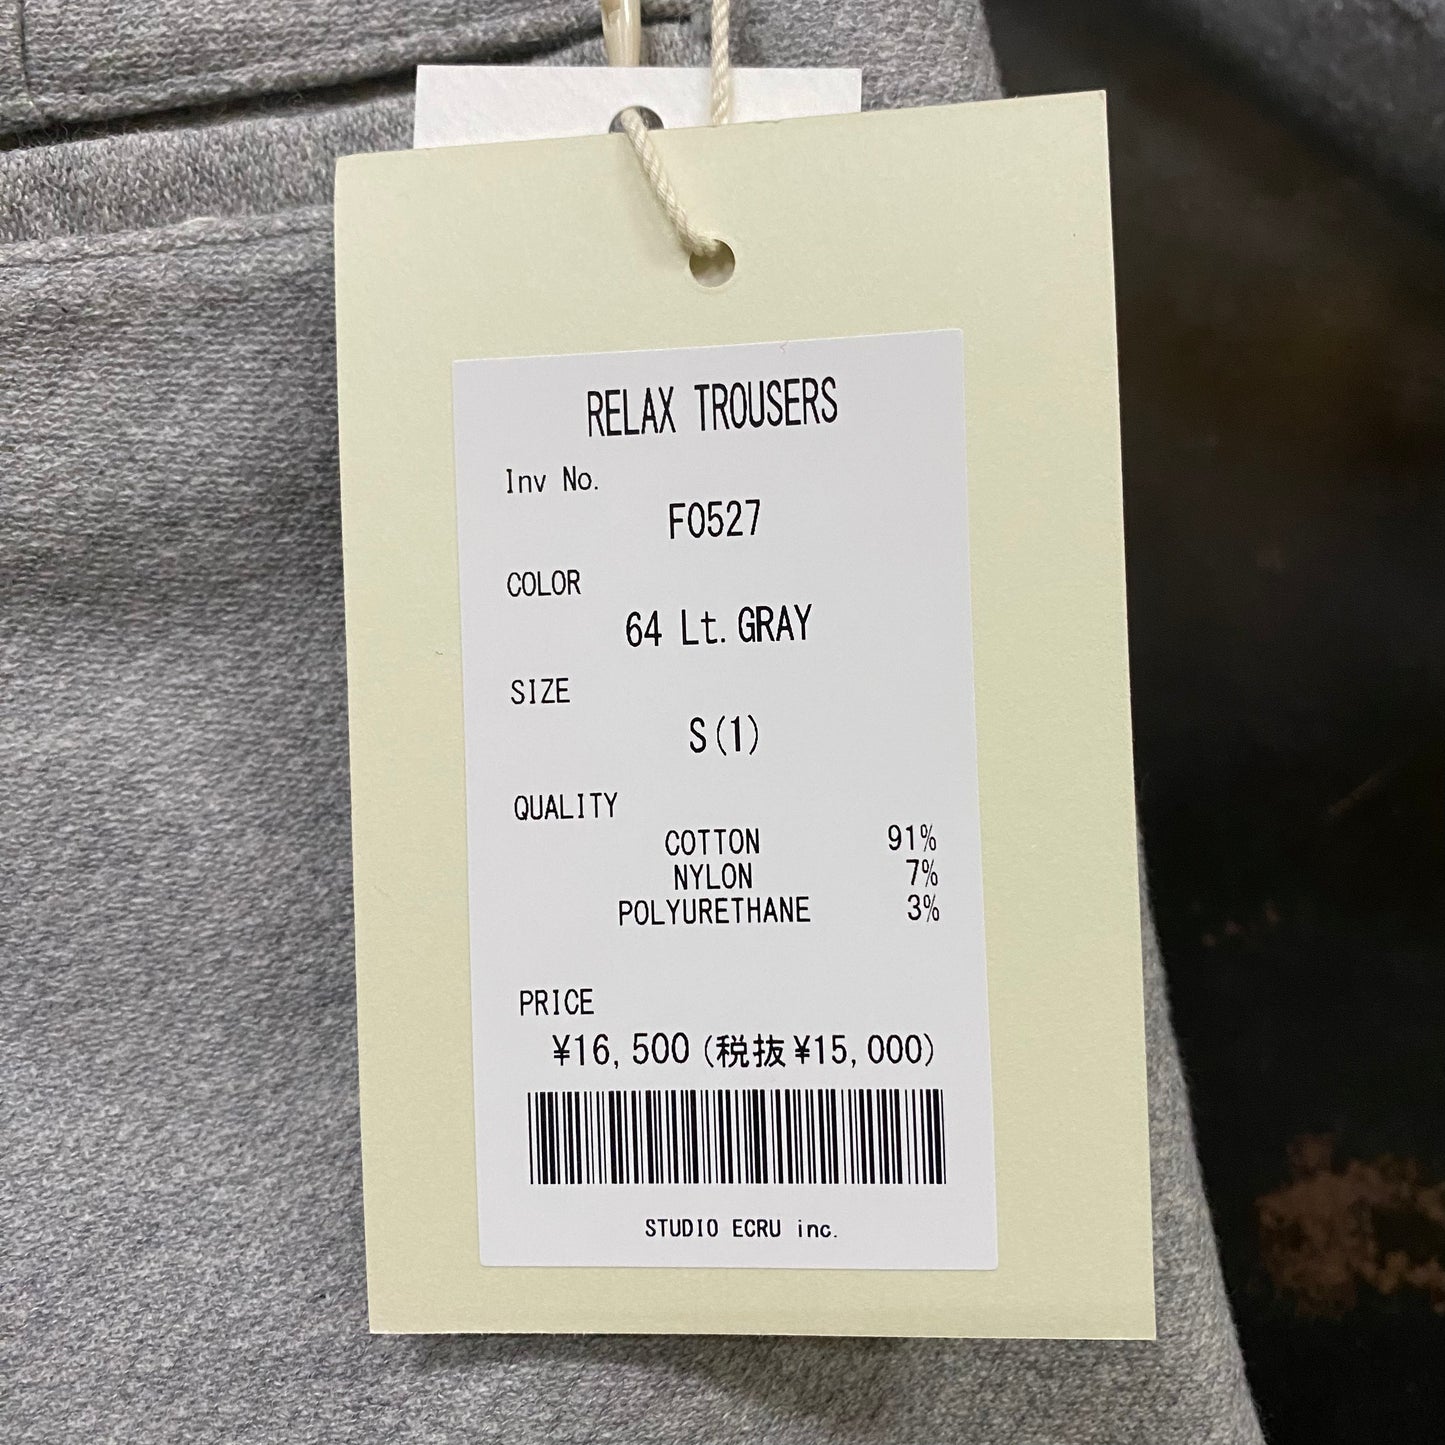 RELAX TROUSERS
Inv No.
F0527
COLOR
64 Lt.GRAY
SIZE
S(1)
QUALITY
COTTON 91%
NYLON 7%
POLYURETHANE 3%
PRICE
¥16,500(税抜¥15,000)
STUDIO ECRU inc.